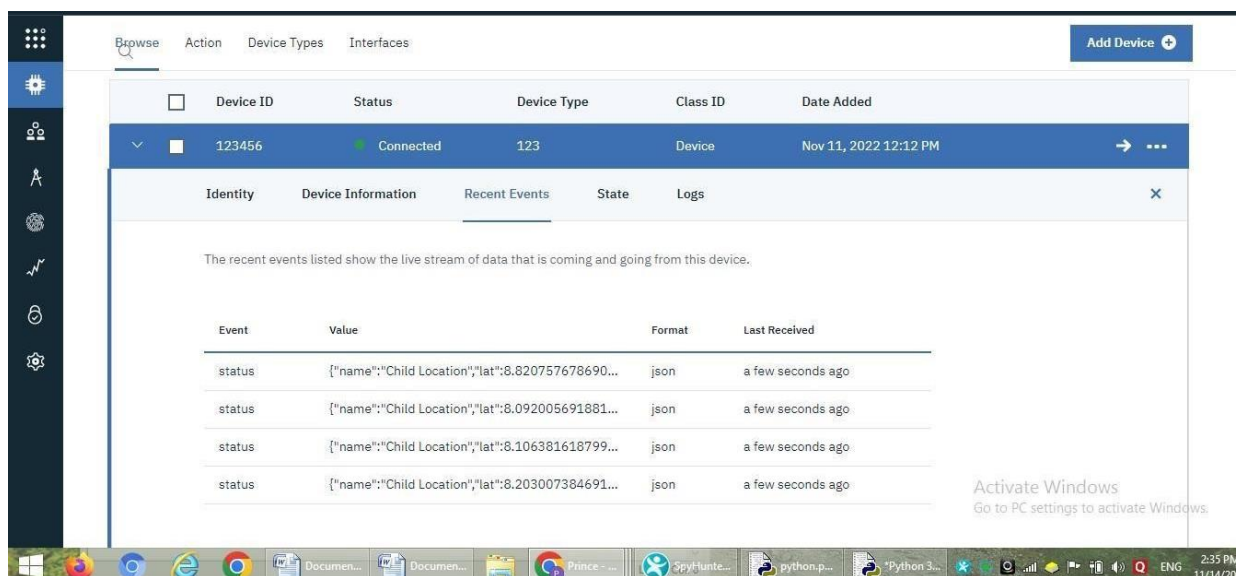 Browse Action Device Types Interfaces Add Device
Device ID Status Device Type Class ID Date Added
123456 Connected 123 Device Nov 11, 2022 12:12 PM
Identity Device Information Recent Events State Logs
The recent events listed show the live stream of data that is coming and going from this device.
Event Value Format Last Received
status {"name":"Child Location","lat":8.820757678690... json a few seconds ago
status {"name":"Child Location","lat":8.092005691881... json a few seconds ago
status {"name":"Child Location","lat":8.106381618799... json a few seconds ago
status {"name":"Child Location","lat":8.203007384691... json a few seconds ago
Activate Windows
Go to PC settings to activate Windows.
Documen... Documen... Prince - ... SpyHunte... python.p... *Python 3... ENG 2:35 PM
11/14/20